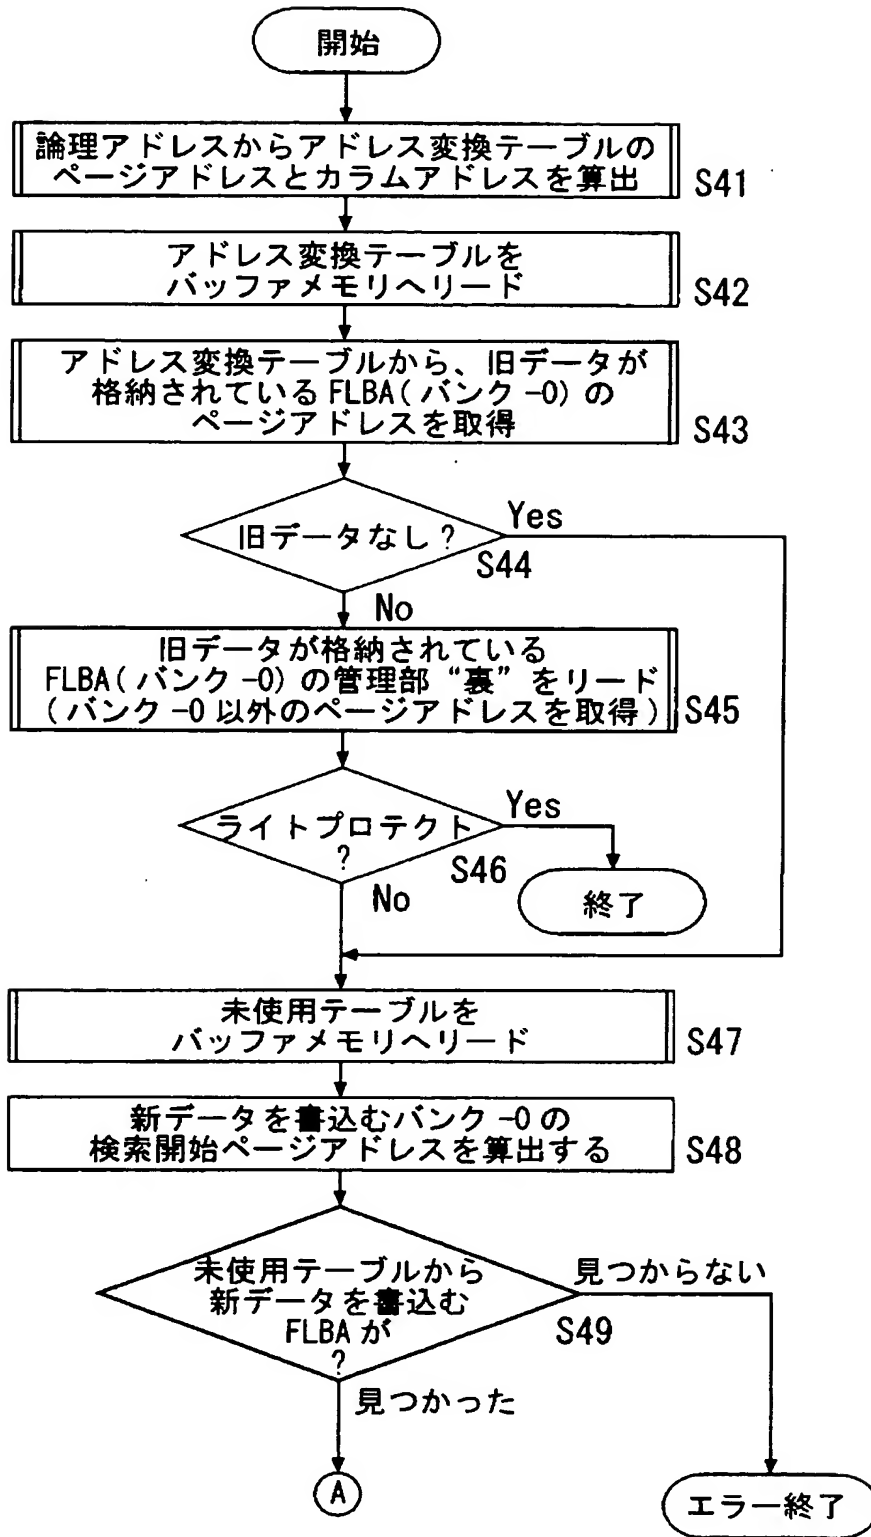 開始
論理アドレスからアドレス変換テーブルの
ページアドレスとカラムアドレスを算出
S41
アドレス変換テーブルを
バッファメモリヘリード
S42
アドレス変換テーブルから、旧データが
格納されているFLBA(バンク-0)の
ページアドレスを取得
S43
旧データなし?
Yes
S44
No
旧データが格納されている
FLBA(バンク-0)の管理部“裏”をリード
(バンク-0以外のページアドレスを取得)
S45
ライトプロテクト
?
Yes
S46
No
終了
未使用テーブルを
バッファメモリヘリード
S47
新データを書込むバンク-0の
検索開始ページアドレスを算出する
S48
未使用テーブルから
新データを書込む
FLBAが
?
見つからない
S49
見つかった
A
エラー終了